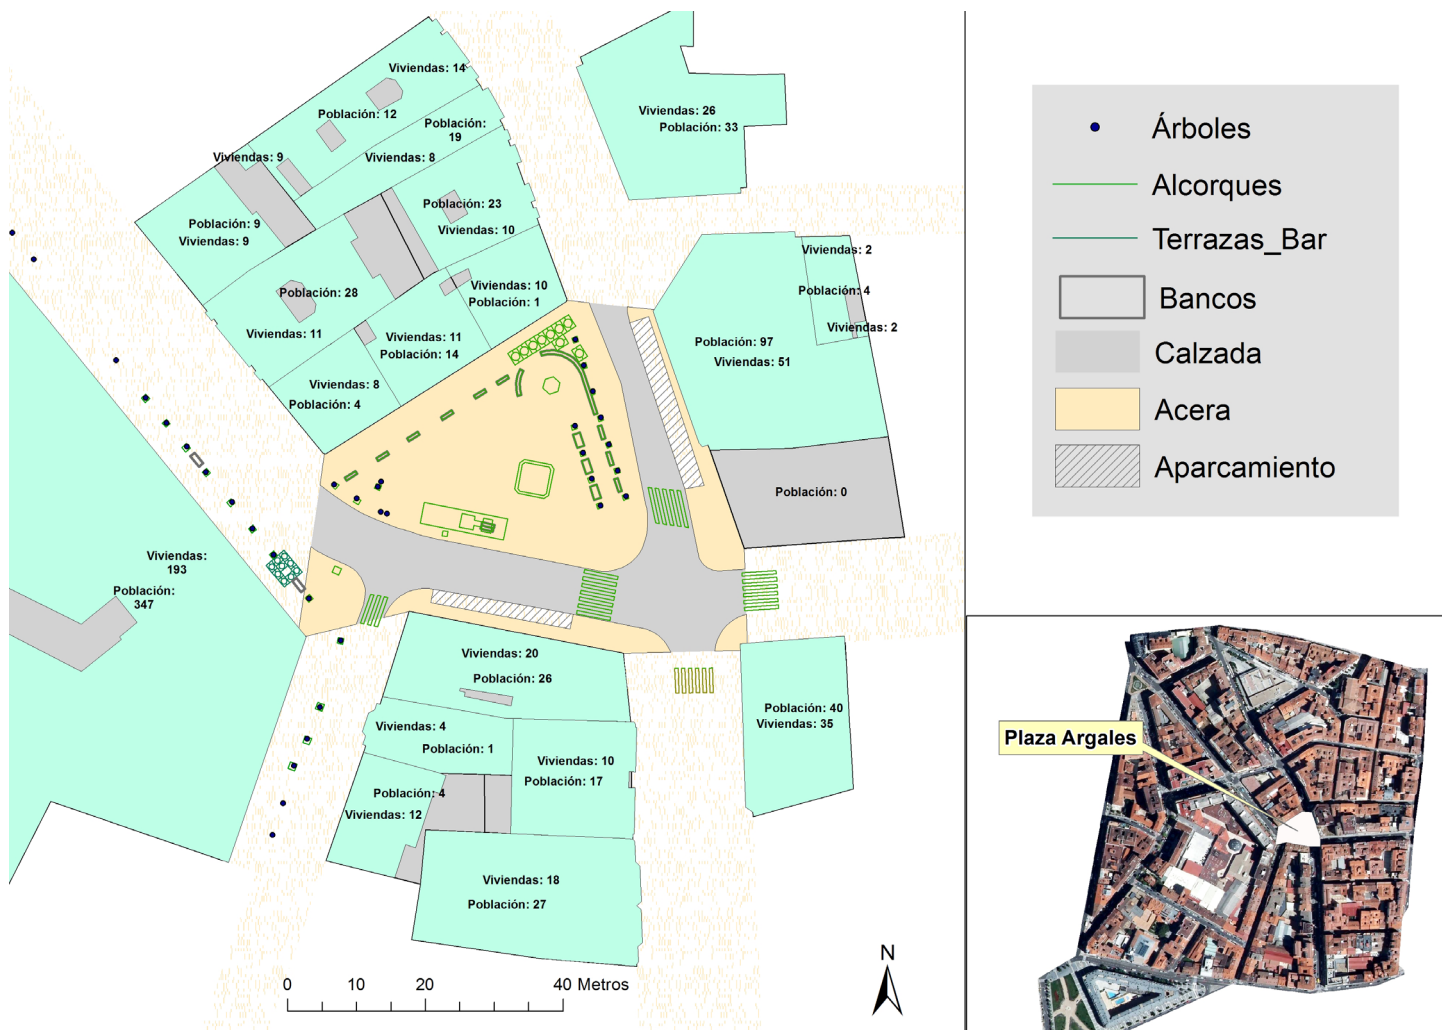 Viviendas: 14
Población: 12
Población:
19
Viviendas: 9
Viviendas: 8
Población: 9
Viviendas: 9
Población: 23
Viviendas: 10
Población: 28
Viviendas: 11
Viviendas: 10
Población: 1
Viviendas: 11
Población: 14
Viviendas: 8
Población: 4
Viviendas: 26
Población: 33
Viviendas: 2
Población: 4
Viviendas: 2
Población: 97
Viviendas: 51
Población: 0
Viviendas:
193
Población:
347
Viviendas: 20
Población: 26
Viviendas: 4
Población: 1
Viviendas: 10
Población: 17
Población: 4
Viviendas: 12
Viviendas: 18
Población: 27
Población: 40
Viviendas: 35
0 10 20 40 Metros
N
Árboles
Alcorques
Terrazas_Bar
Bancos
Calzada
Acera
Aparcamiento
Plaza Argales